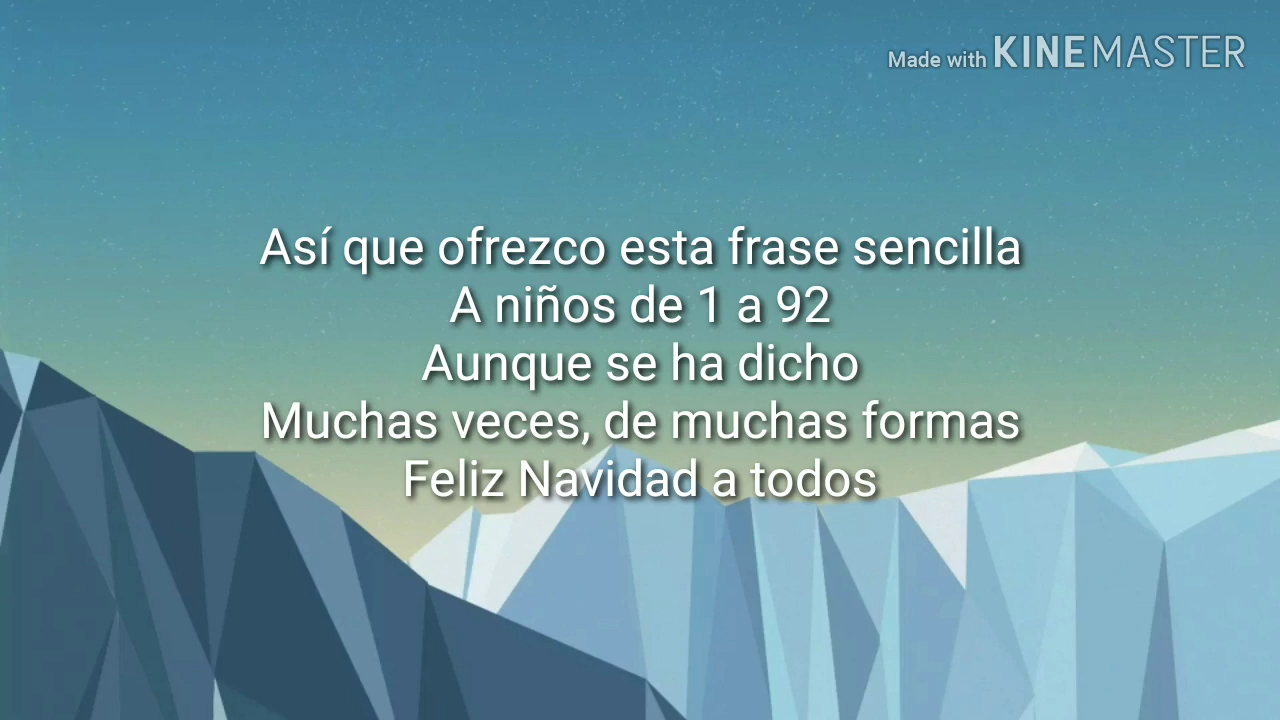 Made with KINEMASTER
Así que ofrezco esta frase sencilla
A niños de 1 a 92
Aunque se ha dicho
Muchas veces, de muchas formas
Feliz Navidad a todos